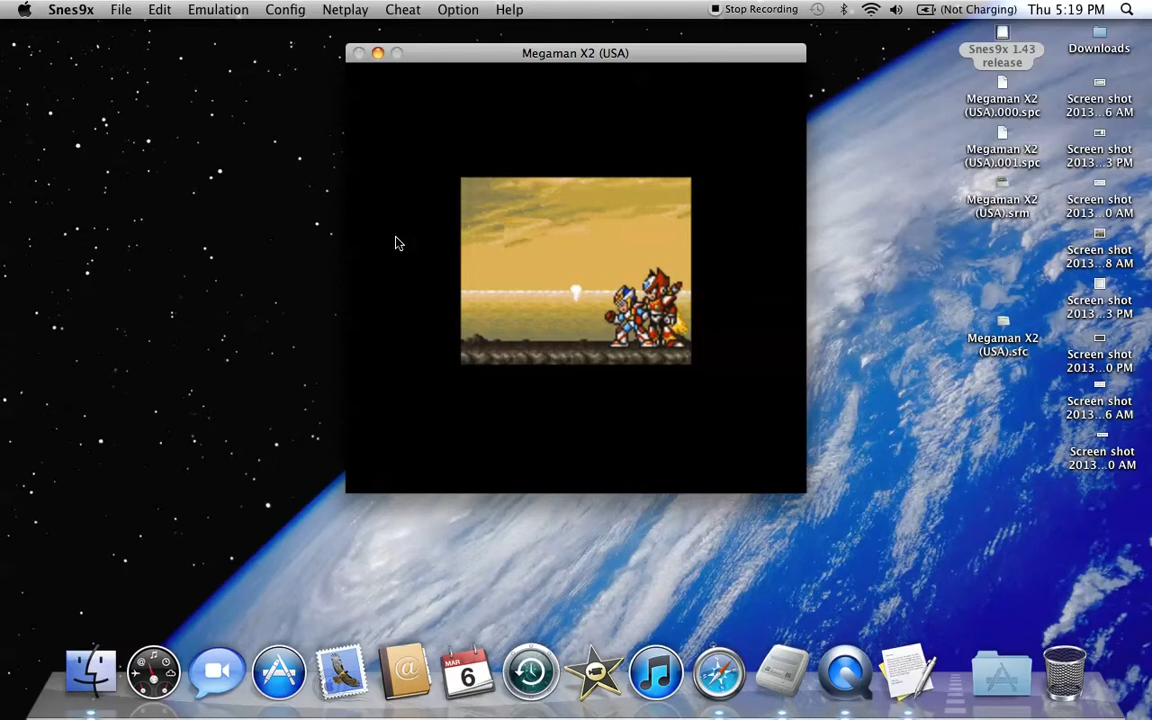 Snes9x File Edit Emulation Config Netplay Cheat Option Help Stop Recording (Not Charging) Thu 5:19 PM
Megaman X2 (USA)
Snes9x 1.43
release
Downloads
Megaman X2
(USA).000.spc
Screen shot
2013...6 AM
Megaman X2
(USA).001.spc
Screen shot
2013...3 PM
Megaman X2
(USA).srm
Screen shot
2013...0 AM
Screen shot
2013...8 AM
Screen shot
2013...3 PM
Megaman X2
(USA).sfc
Screen shot
2013...0 PM
Screen shot
2013...6 AM
Screen shot
2013...0 AM
MAR
6